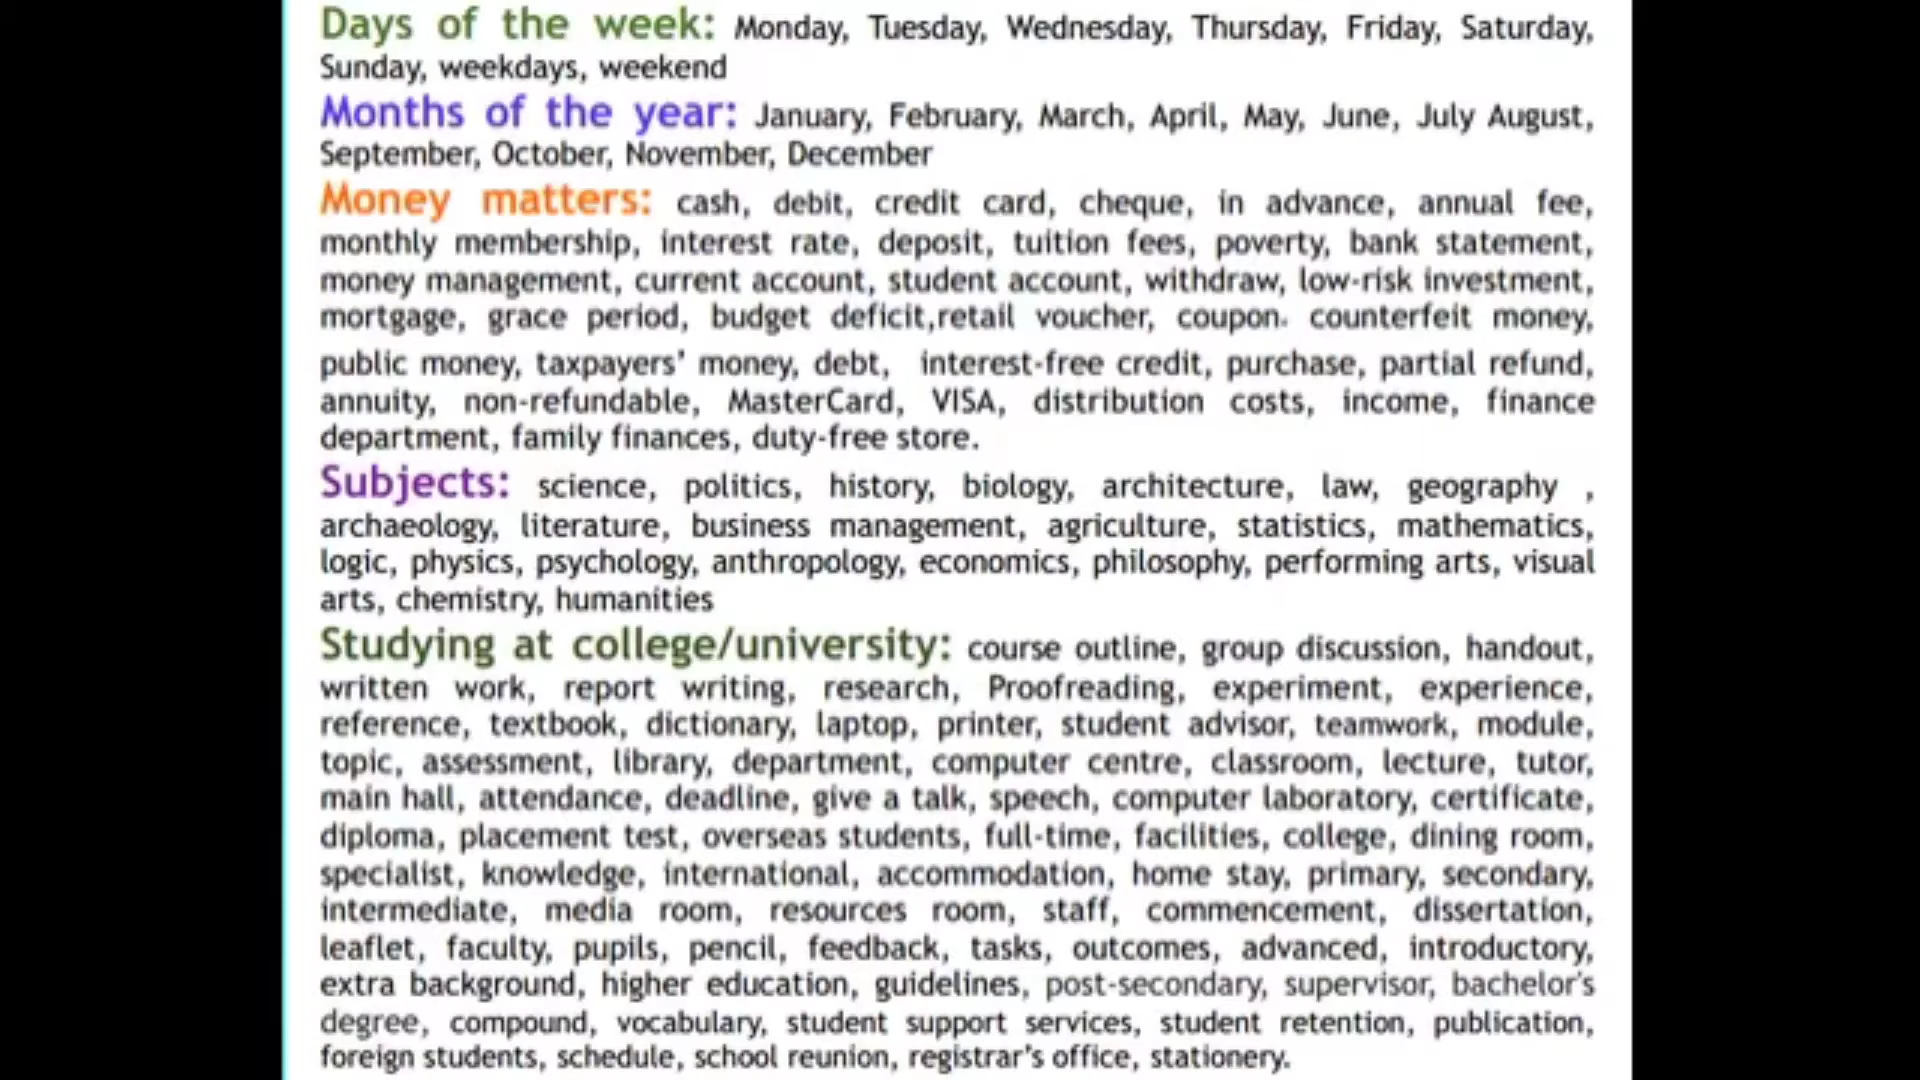 Days of the week: Monday, Tuesday, Wednesday, Thursday, Friday, Saturday,
Sunday, weekdays, weekend
Months of the year: January, February, March, April, May, June, July August,
September, October, November, December
Money matters: cash, debit, credit card, cheque, in advance, annual fee,
monthly membership, interest rate, deposit, tuition fees, poverty, bank statement,
money management, current account, student account, withdraw, low-risk investment,
mortgage, grace period, budget deficit,retail voucher, coupon. counterfeit money,
public money, taxpayers' money, debt, interest-free credit, purchase, partial refund,
annuity, non-refundable, MasterCard, VISA, distribution costs, income, finance
department, family finances, duty-free store.
Subjects: science, politics, history, biology, architecture, law, geography ,
archaeology, literature, business management, agriculture, statistics, mathematics,
logic, physics, psychology, anthropology, economics, philosophy, performing arts, visual
arts, chemistry, humanities
Studying at college/university: course outline, group discussion, handout,
written work, report writing, research, Proofreading, experiment, experience,
reference, textbook, dictionary, laptop, printer, student advisor, teamwork, module,
topic, assessment, library, department, computer centre, classroom, lecture, tutor,
main hall, attendance, deadline, give a talk, speech, computer laboratory, certificate,
diploma, placement test, overseas students, full-time, facilities, college, dining room,
specialist, knowledge, international, accommodation, home stay, primary, secondary,
intermediate, media room, resources room, staff, commencement, dissertation,
leaflet, faculty, pupils, pencil, feedback, tasks, outcomes, advanced, introductory,
extra background, higher education, guidelines, post-secondary, supervisor, bachelor's
degree, compound, vocabulary, student support services, student retention, publication,
foreign students, schedule, school reunion, registrar's office, stationery.